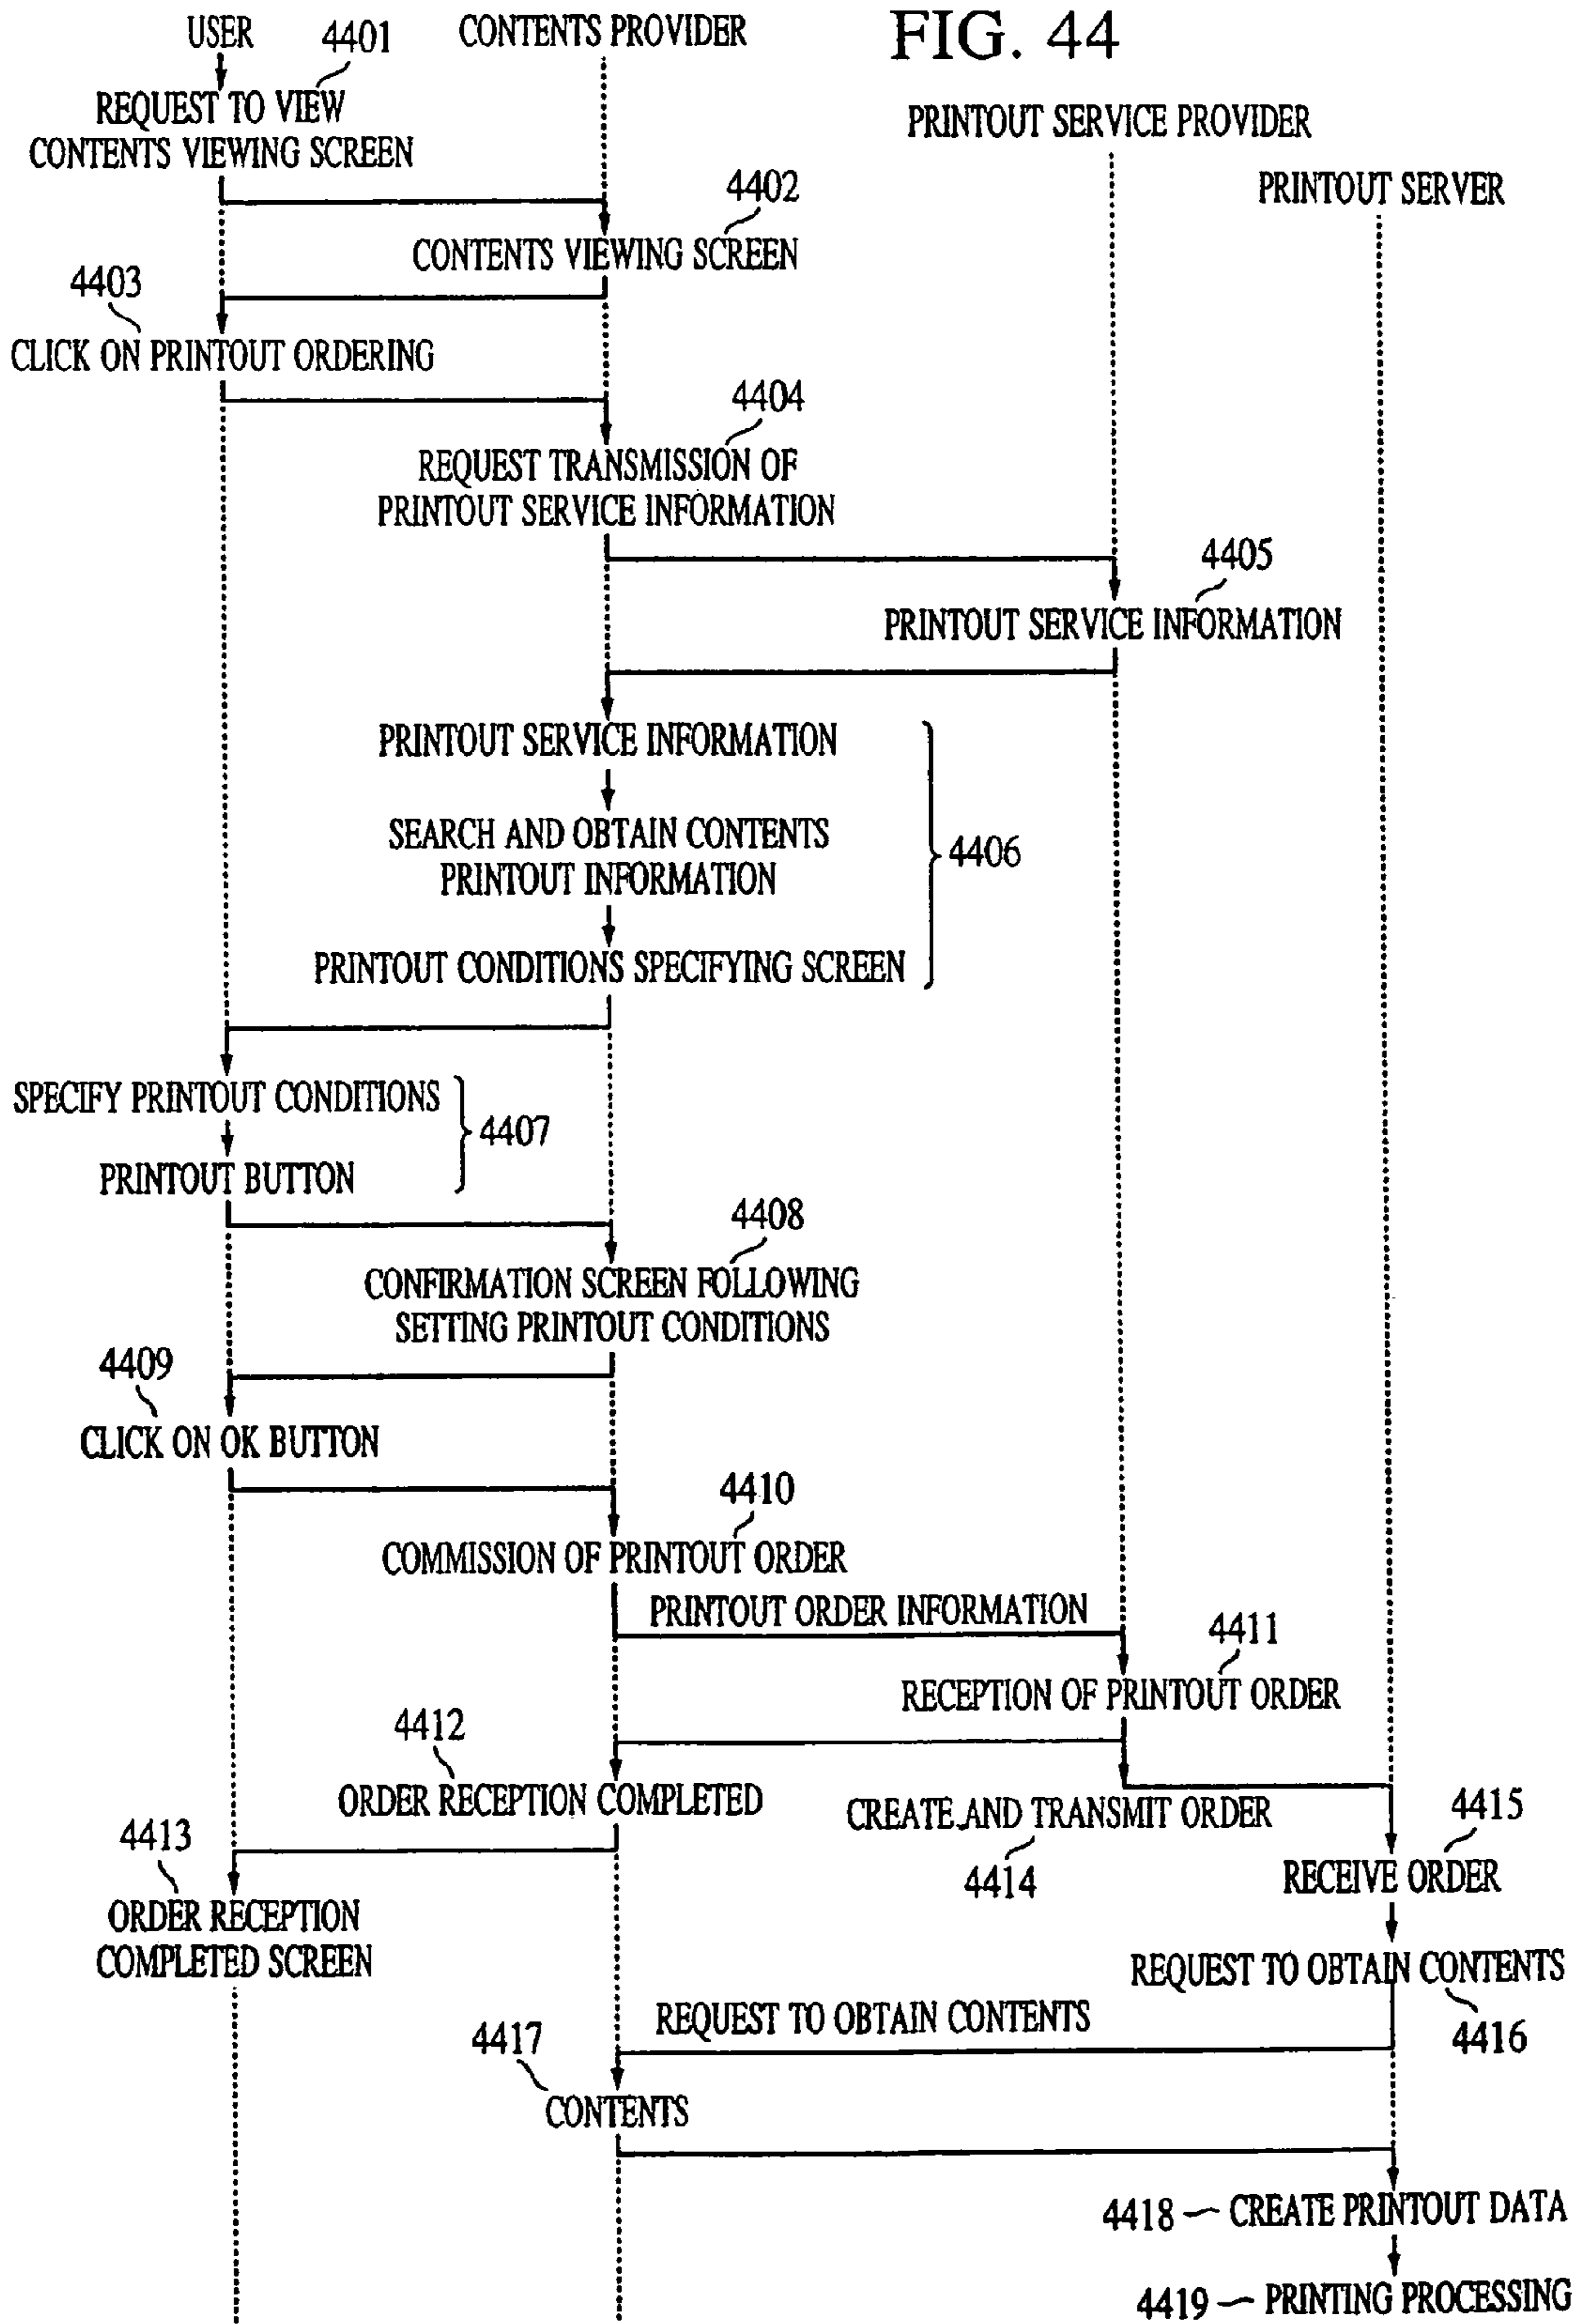 FIG. 44
USER
4401
CONTENTS PROVIDER
REQUEST TO VIEW
CONTENTS VIEWING SCREEN
PRINTOUT SERVICE PROVIDER
PRINTOUT SERVER
4402
CONTENTS VIEWING SCREEN
4403
CLICK ON PRINTOUT ORDERING
4404
REQUEST TRANSMISSION OF
PRINTOUT SERVICE INFORMATION
4405
PRINTOUT SERVICE INFORMATION
PRINTOUT SERVICE INFORMATION
SEARCH AND OBTAIN CONTENTS
PRINTOUT INFORMATION
4406
PRINTOUT CONDITIONS SPECIFYING SCREEN
SPECIFY PRINTOUT CONDITIONS
4407
PRINTOUT BUTTON
4408
CONFIRMATION SCREEN FOLLOWING
SETTING PRINTOUT CONDITIONS
4409
CLICK ON OK BUTTON
4410
COMMISSION OF PRINTOUT ORDER
PRINTOUT ORDER INFORMATION
4411
RECEPTION OF PRINTOUT ORDER
4412
ORDER RECEPTION COMPLETED
CREATE AND TRANSMIT ORDER
4414
4415
RECEIVE ORDER
4413
ORDER RECEPTION
COMPLETED SCREEN
REQUEST TO OBTAIN CONTENTS
4416
REQUEST TO OBTAIN CONTENTS
4417
CONTENTS
4418
CREATE PRINTOUT DATA
4419
PRINTING PROCESSING